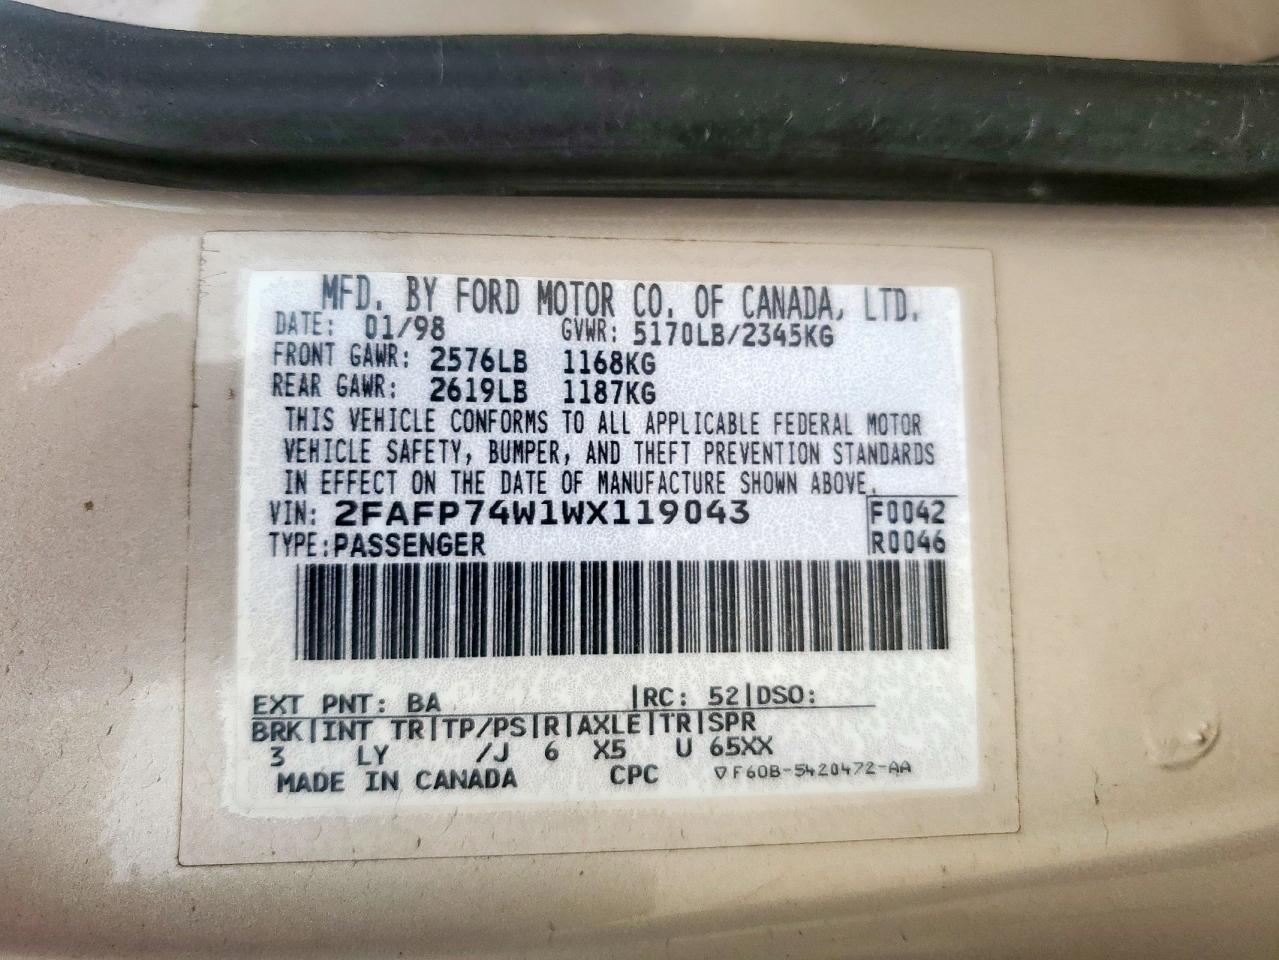 MFD. BY FORD MOTOR CO. OF CANADA, LTD.
DATE: 01/98 GVWR: 5170LB/2345KG
FRONT GAWR: 2576LB 1168KG
REAR GAWR: 2619LB 1187KG
THIS VEHICLE CONFORMS TO ALL APPLICABLE FEDERAL MOTOR
VEHICLE SAFETY, BUMPER, AND THEFT PREVENTION STANDARDS
IN EFFECT ON THE DATE OF MANUFACTURE SHOWN ABOVE.
VIN: 2FAFP74W1WX119043 F0042
TYPE: PASSENGER R0046
EXT PNT: BA |RC: 52|DSO:
BRK|INT TR|TP/PS|R|AXLE|TR|SPR
3 LY /J 6 X5 U 65XX
MADE IN CANADA CPC ▽F60B-5420472-AA